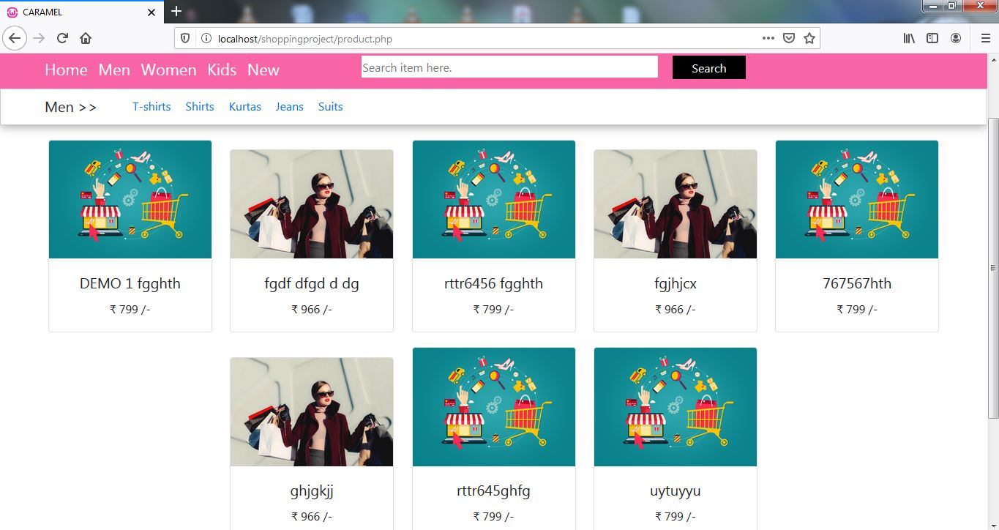 CARAMEL
localhost/shoppingproject/product.php
Home Men Women Kids New Search item here. Search
Men >> T-shirts Shirts Kurtas Jeans Suits
DEMO 1 fgghth fgdf dfgd d dg rttr6456 fgghth fgjhjcx 767567hth
₹ 799 /- ₹ 966 /- ₹ 799 /- ₹ 966 /- ₹ 799 /-
ghjgkjj rttr645ghfg uytuyyu
₹ 966 /- ₹ 799 /- ₹ 799 /-